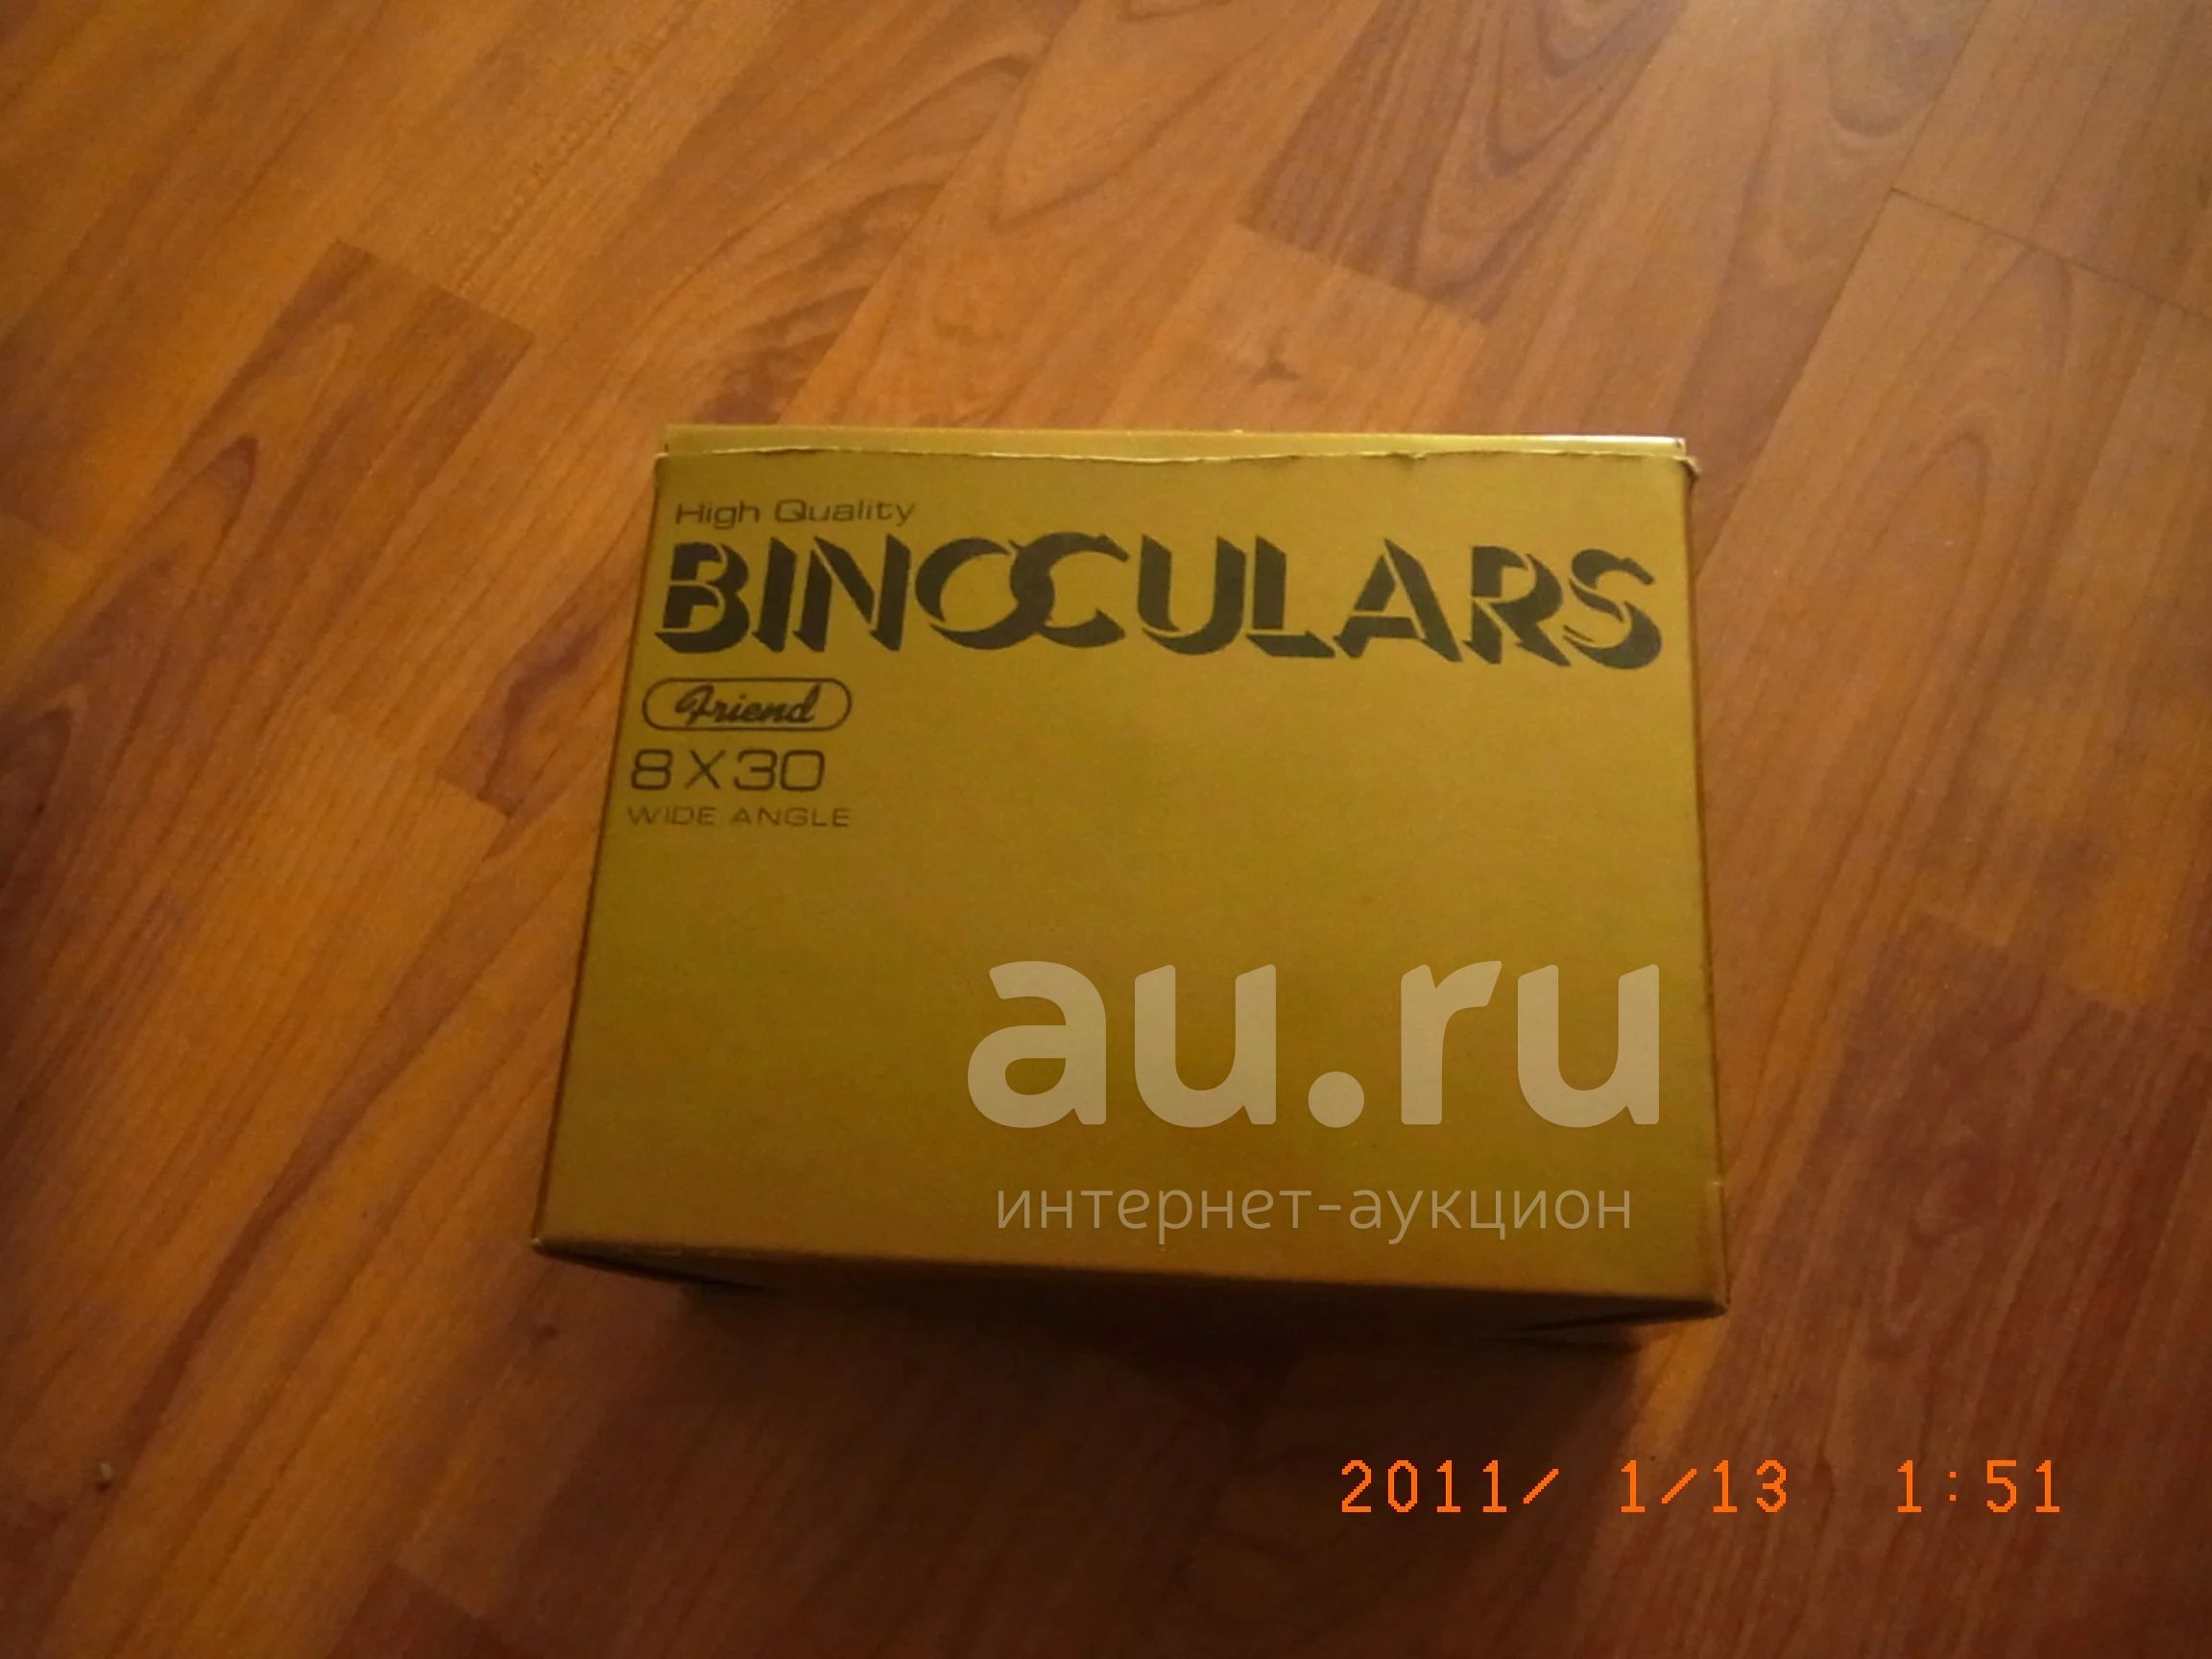 High Quality
BINOCULARS
Friend
8X30
WIDE ANGLE
au.ru
интернет-аукцион
2011/ 1/13 1:51